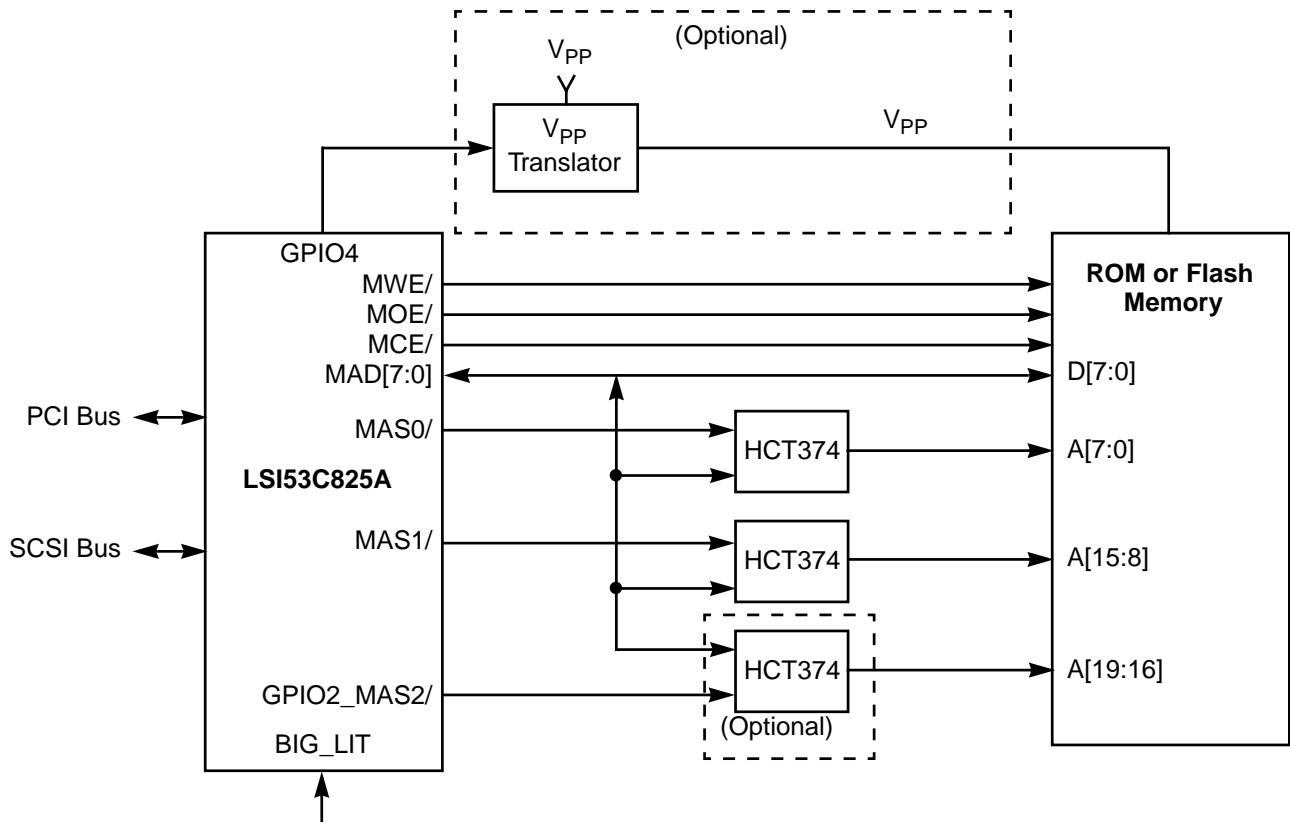 (Optional)
VPP
VPP
Translator
VPP
GPIO4
MWE/
MOE/
MCE/
MAD[7:0]
MAS0/
LSI53C825A
MAS1/
GPIO2_MAS2/
BIG_LIT
PCI Bus
SCSI Bus
HCT374
HCT374
HCT374
(Optional)
ROM or Flash
Memory
D[7:0]
A[7:0]
A[15:8]
A[19:16]